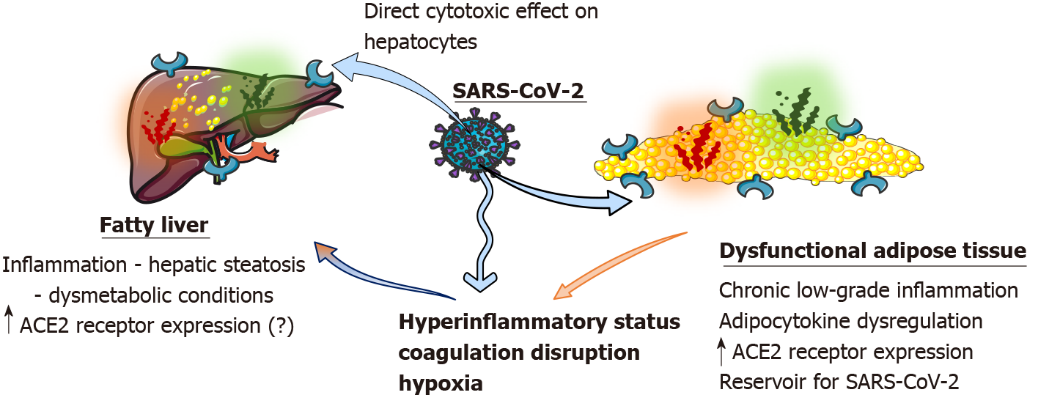 Direct cytotoxic effect on
hepatocytes
SARS-CoV-2
Fatty liver
Inflammation - hepatic steatosis
- dysmetabolic conditions
↑ ACE2 receptor expression (?)
Hyperinflammatory status
coagulation disruption
hypoxia
Dysfunctional adipose tissue
Chronic low-grade inflammation
Adipocytokine dysregulation
↑ ACE2 receptor expression
Reservoir for SARS-CoV-2